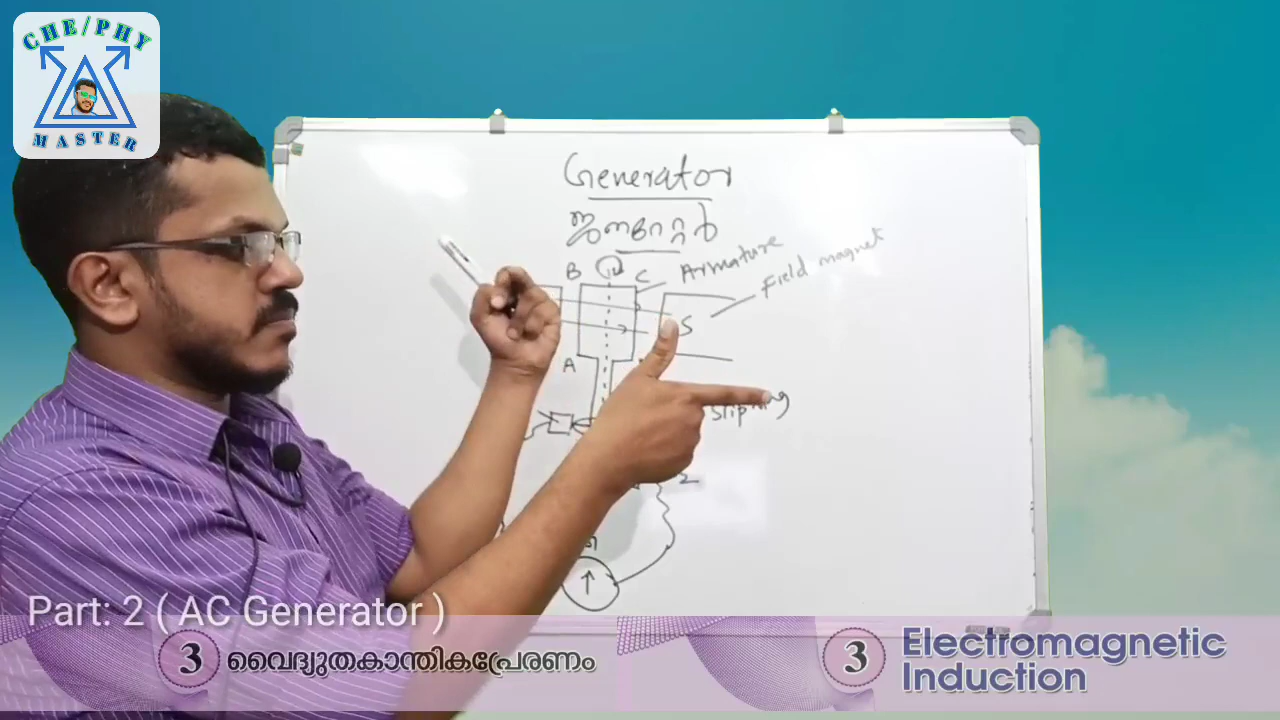 CHE/PHY
MASTER
Generator
ജനറേറ്റർ
B
C
Armature
Field magnet
S
A
Slip ring
2
Part: 2 ( AC Generator )
3 വൈദ്യുതകാന്തികപ്രേരണം
3 Electromagnetic
Induction